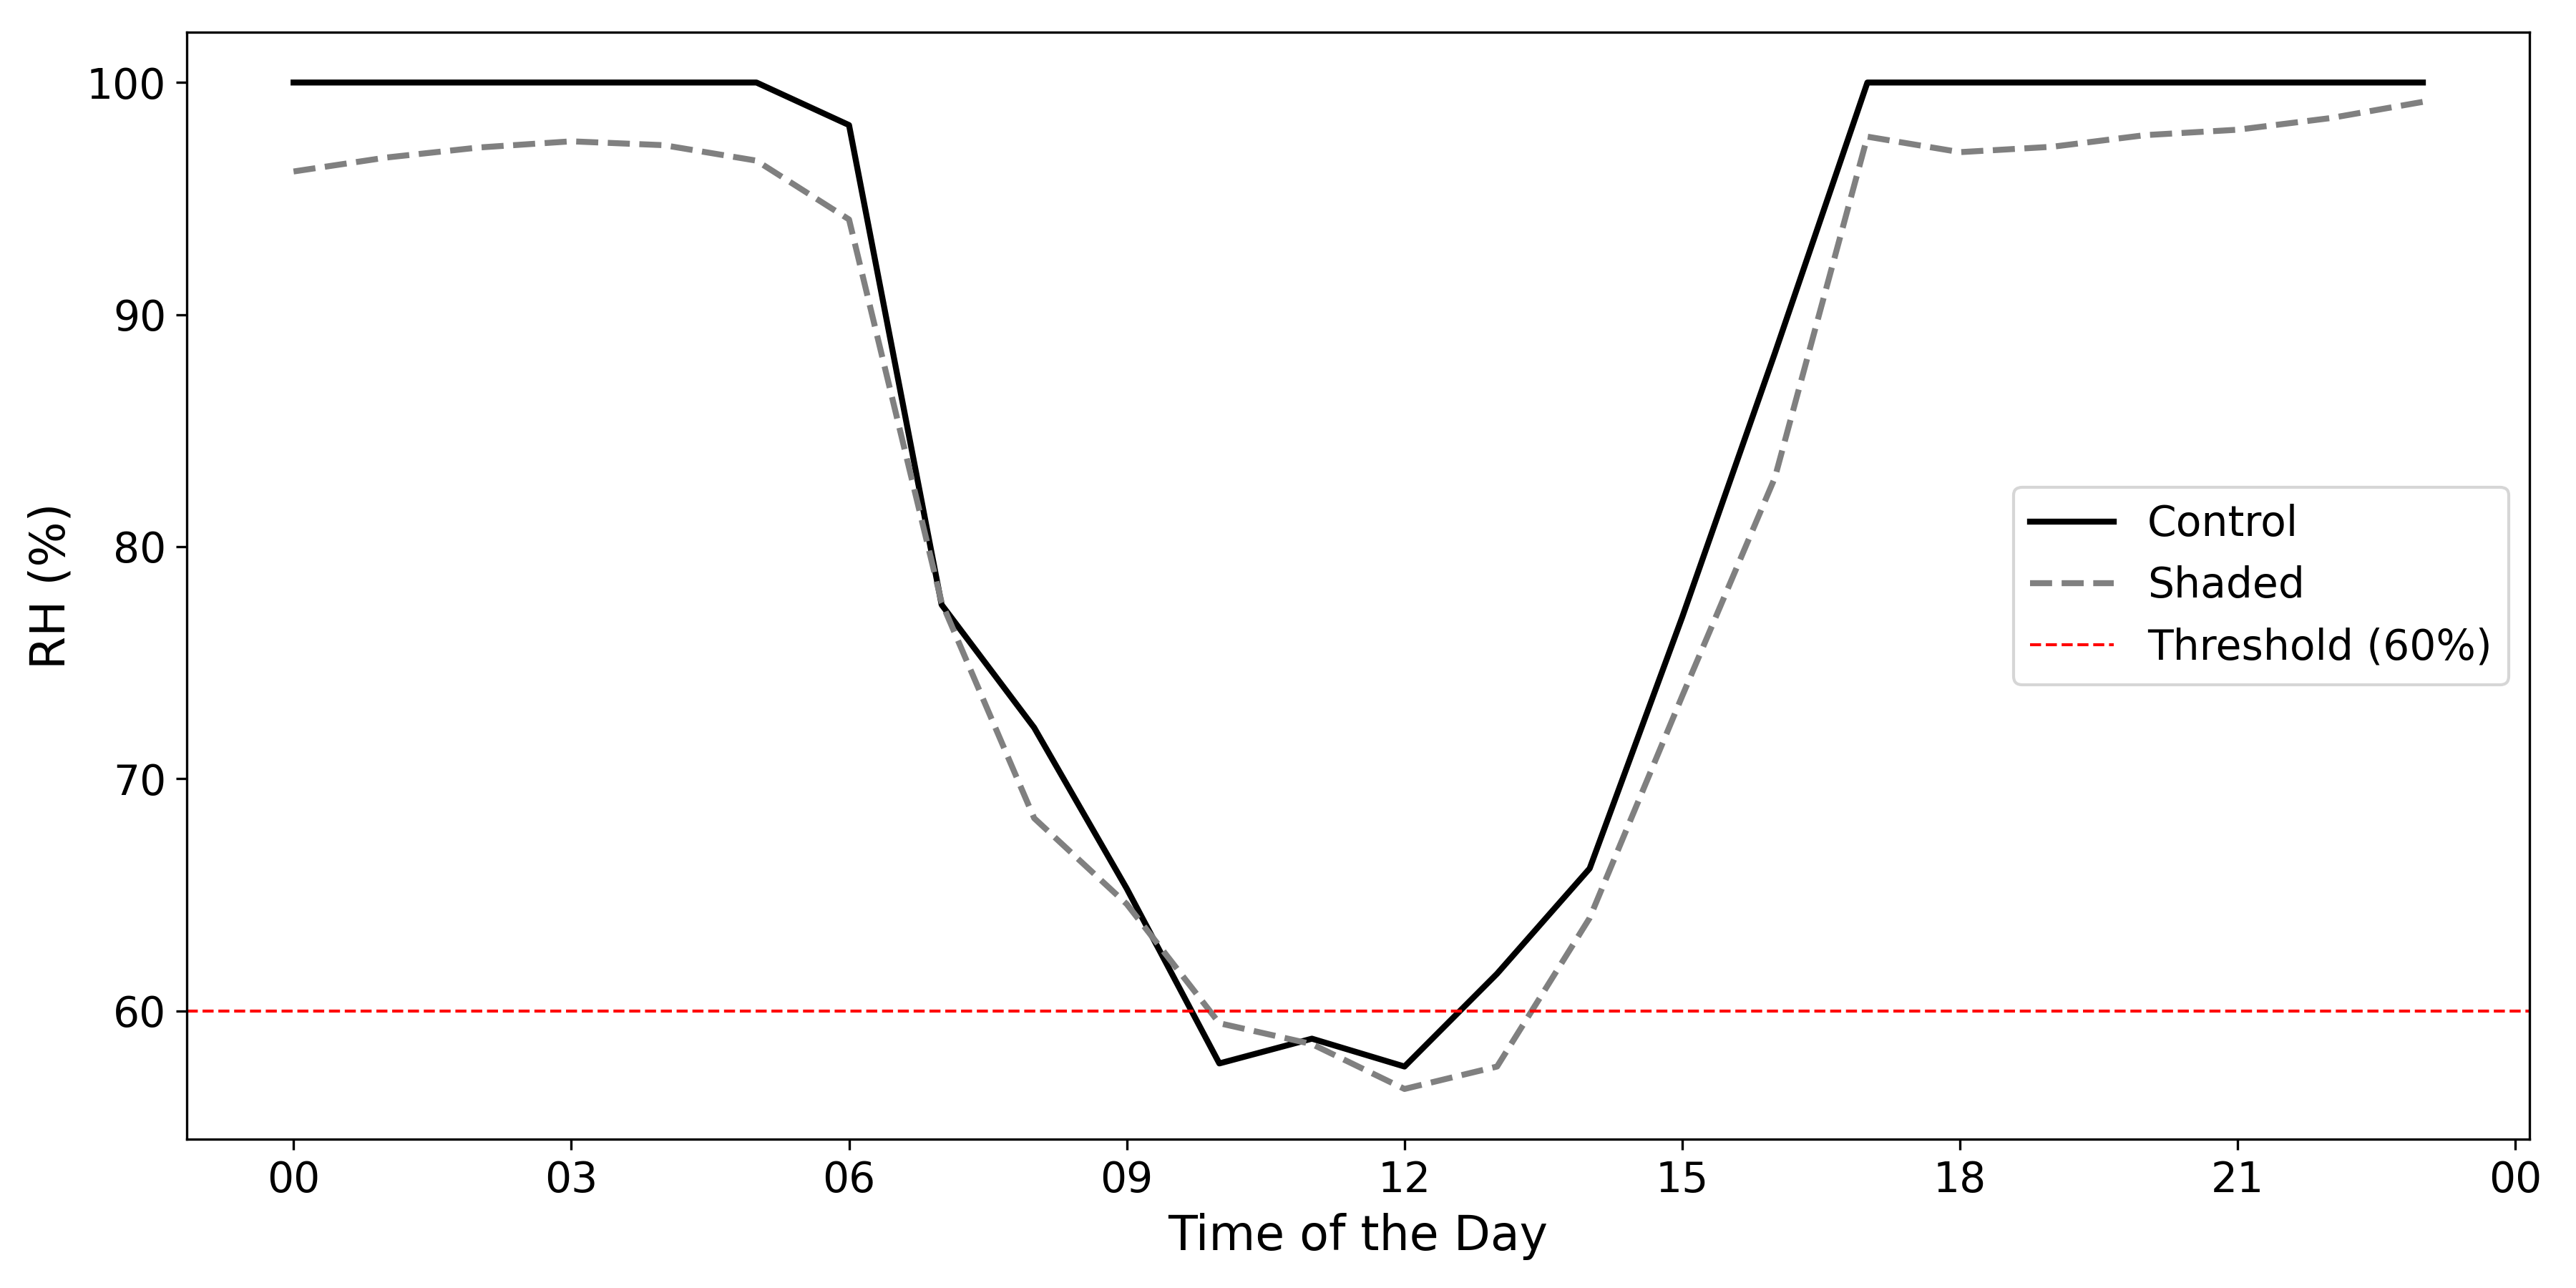 100
90
80
70
60
RH (%)
Control
Shaded
Threshold (60%)
00 03 06 09 12 15 18 21 00
Time of the Day